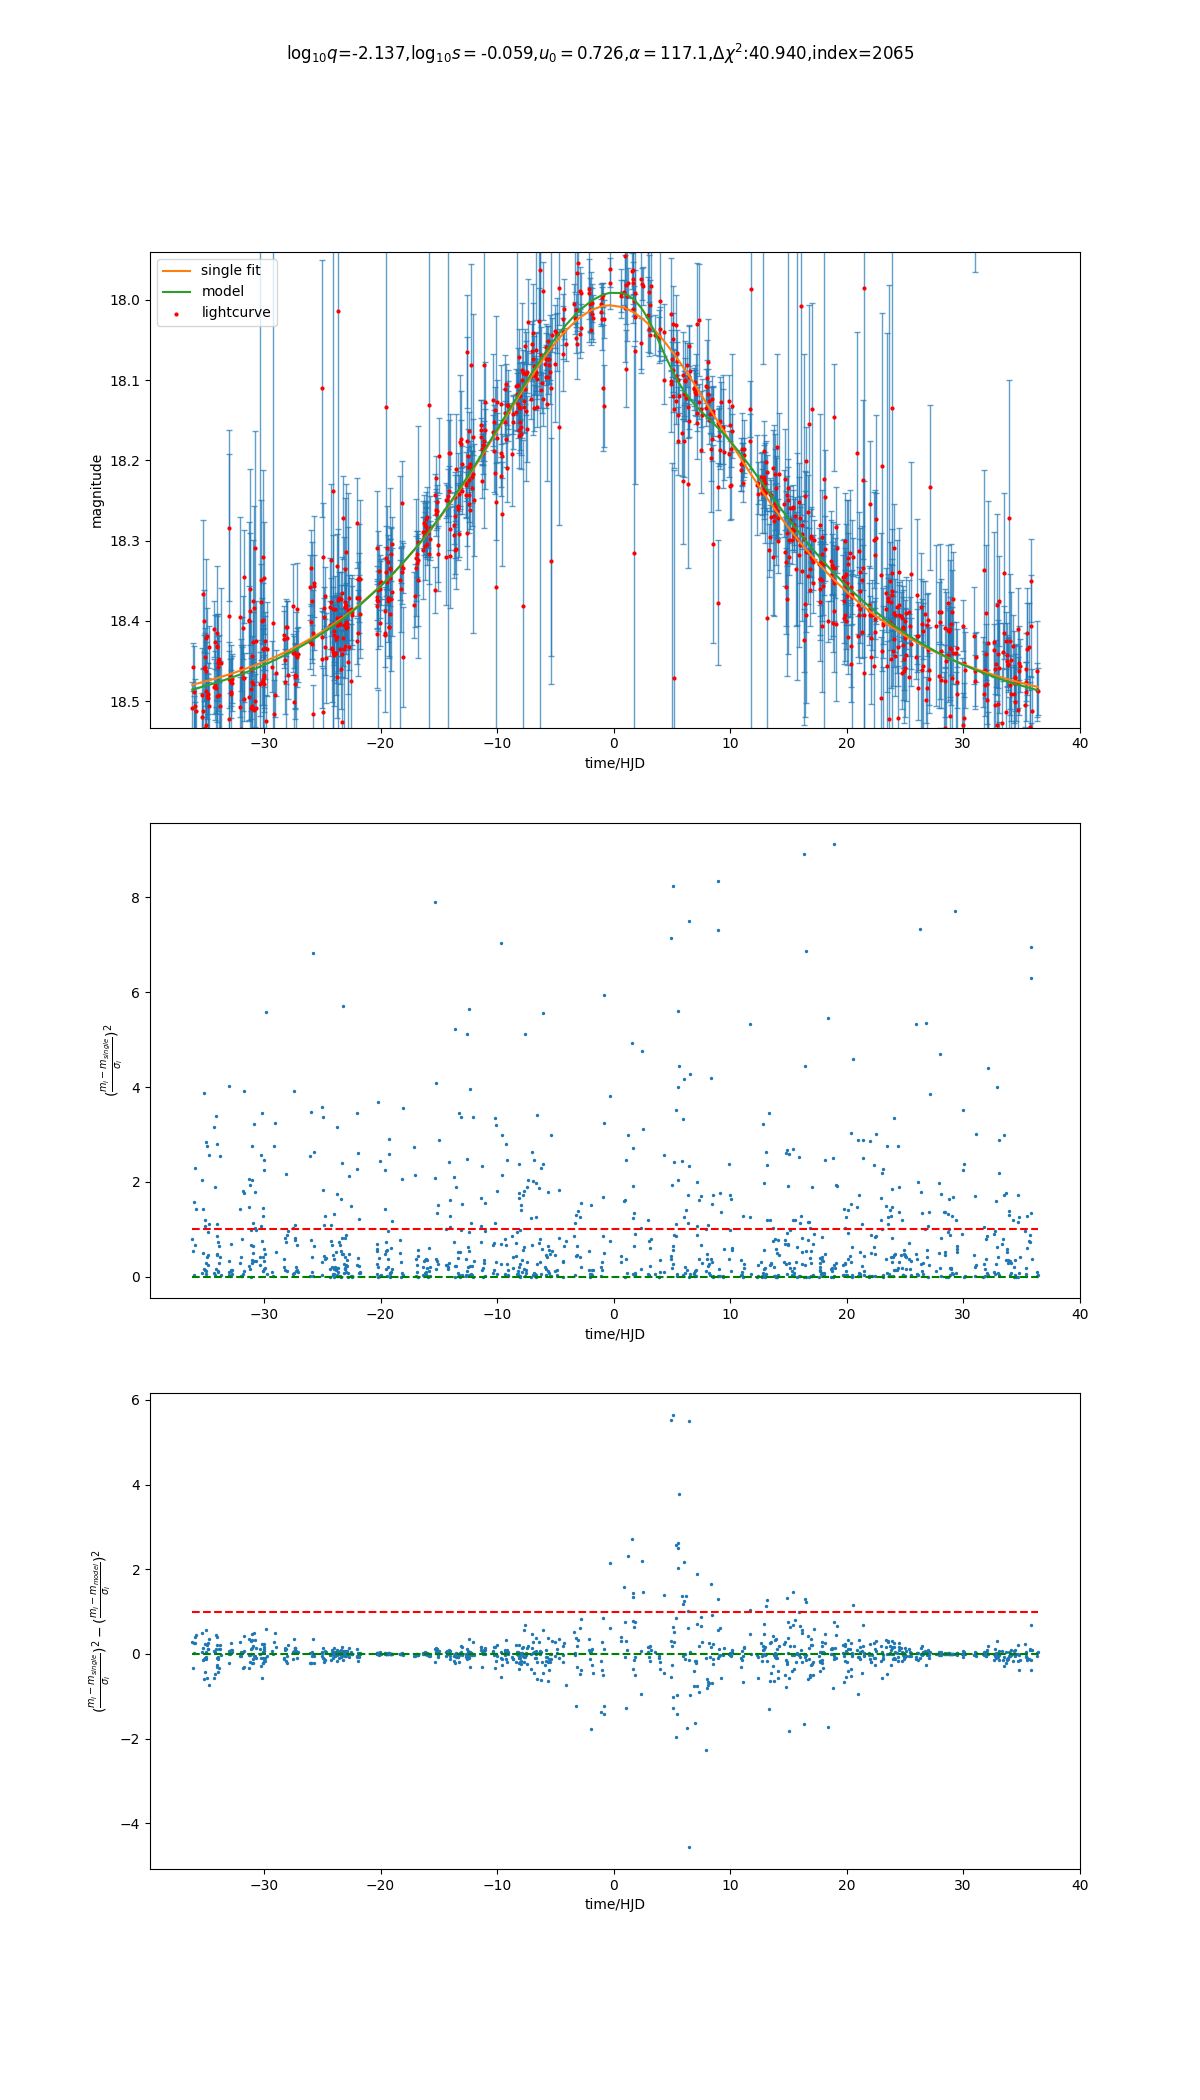 log₁₀q=-2.137,log₁₀s = -0.059,u₀ = 0.726,α = 117.1,Δχ²:40.940,index=2065
single fit
model
lightcurve
magnitude
18.0
18.1
18.2
18.3
18.4
18.5
−30 −20 −10 0 10 20 30 40
time/HJD
((mᵢ − m_single)/σᵢ)²
8
6
4
2
0
−30 −20 −10 0 10 20 30 40
time/HJD
((mᵢ − m_single)/σᵢ)² − ((mᵢ − m_model)/σᵢ)²
6
4
2
0
−2
−4
−30 −20 −10 0 10 20 30 40
time/HJD